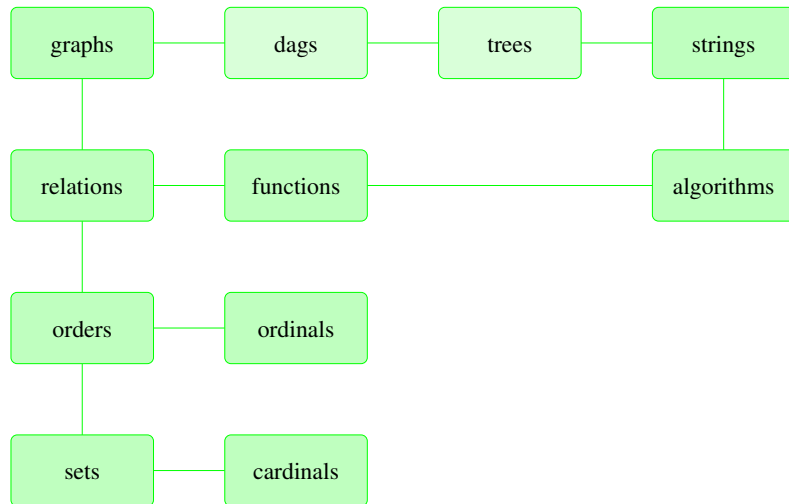 graphs dags trees strings
relations functions algorithms
orders ordinals
sets cardinals